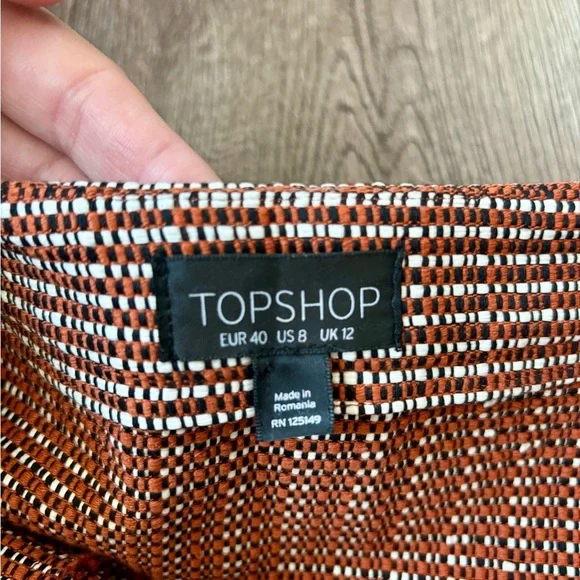 TOPSHOP
EUR 40 US 8 UK 12
Made in
Romania
RN 125149